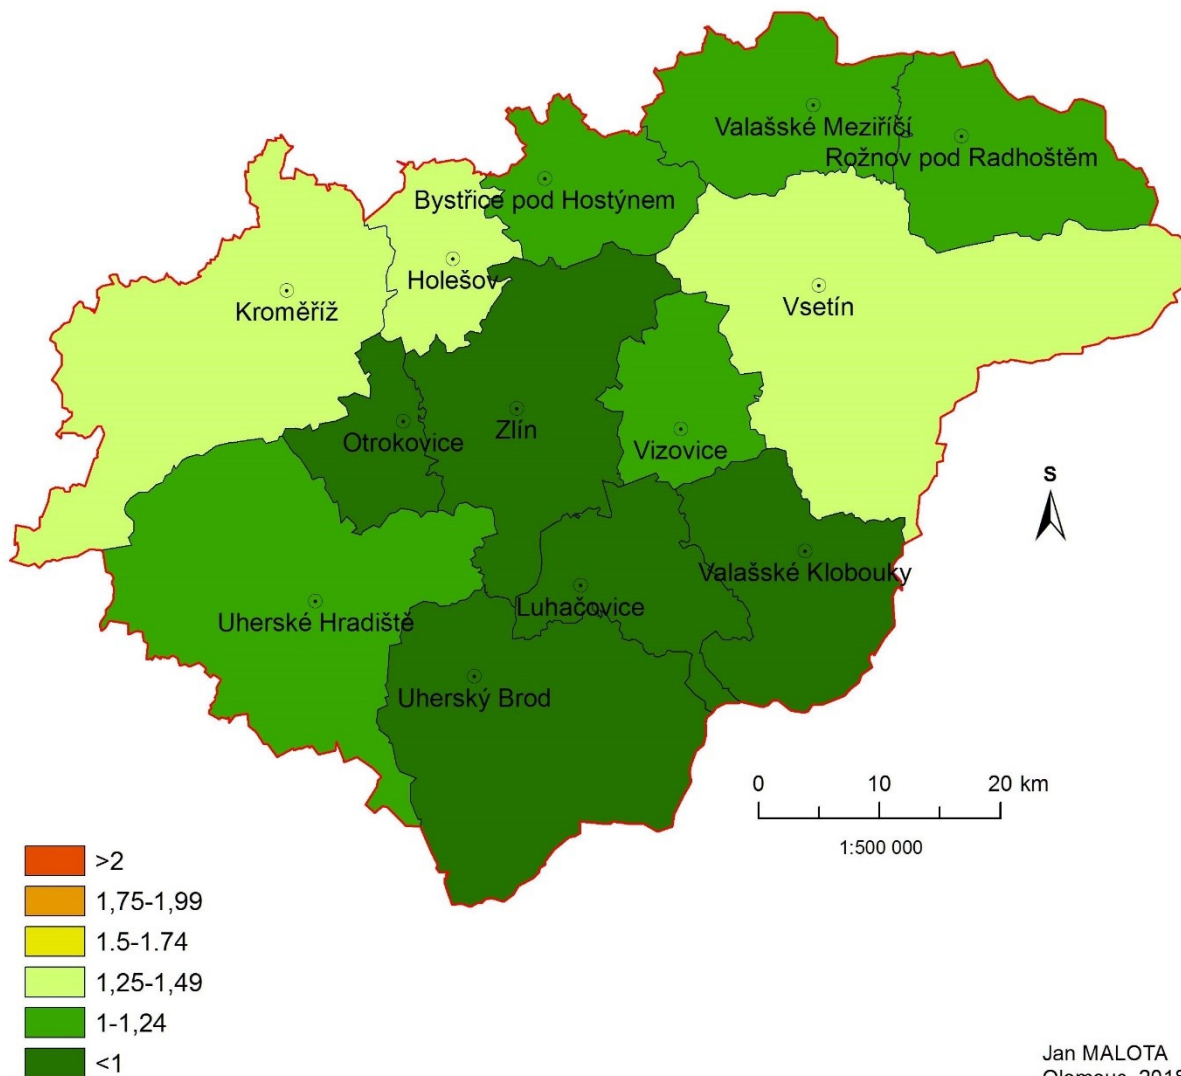 Valašské Meziříčí
Rožnov pod Radhoštěm
Bystřice pod Hostýnem
Holešov
Kroměříž
Vsetín
Otrokovice
Zlín
Vizovice
S
Valašské Klobouky
Luhačovice
Uherské Hradiště
Uherský Brod
0 10 20 km
1:500 000
>2
1,75-1,99
1.5-1.74
1,25-1,49
1-1,24
<1
Jan MALOTA
Olomouc, 2018